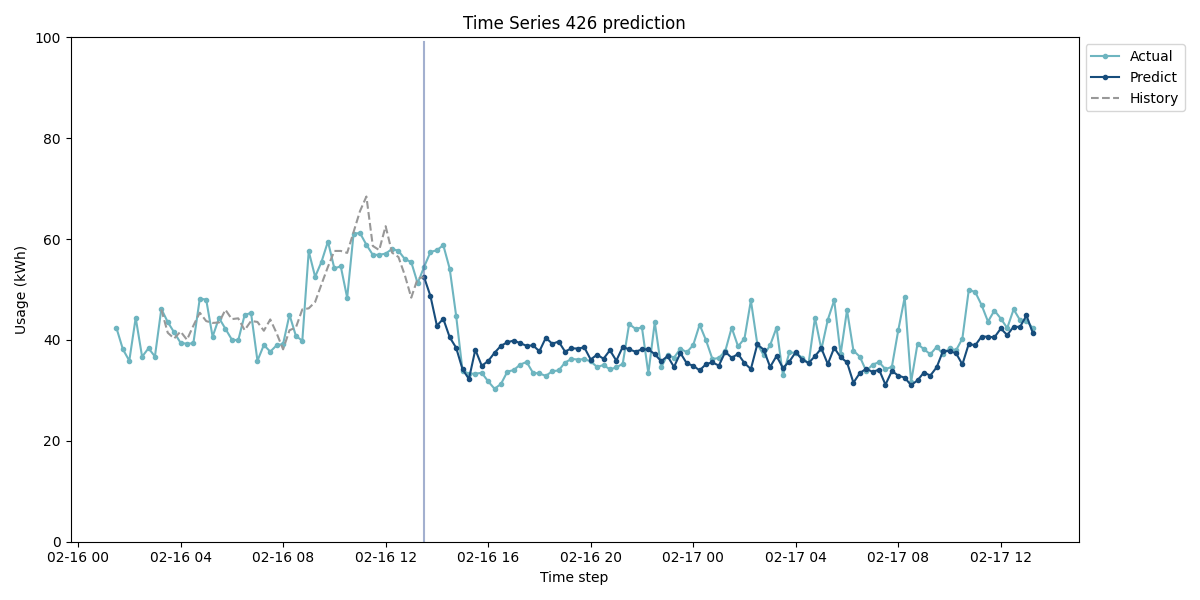 Time Series 426 prediction
Actual
Predict
History
Usage (kWh)
100
80
60
40
20
0
02-16 00 02-16 04 02-16 08 02-16 12 02-16 16 02-16 20 02-17 00 02-17 04 02-17 08 02-17 12
Time step